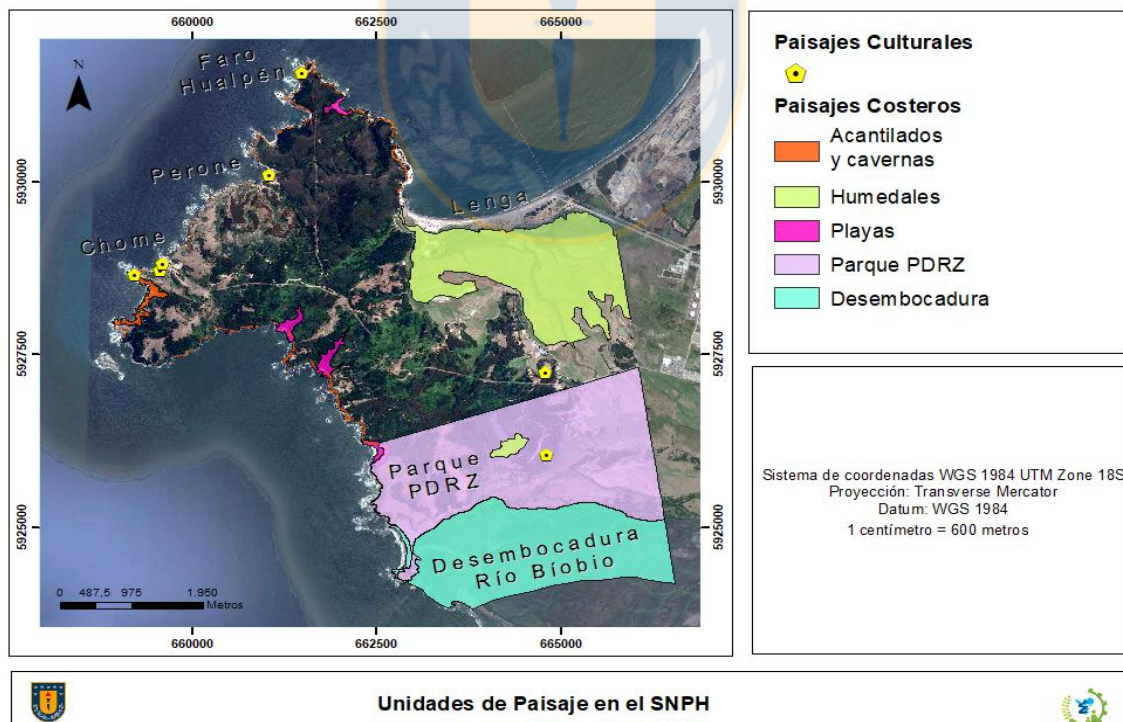 660000
662500
665000
5930000
5927500
5925000
N
Faro
Hualpén
Perone
Chome
Lenga
Parque
PDRZ
Desembocadura
Río Bíobio
0 487,5 975 1.950
Metros
660000
662500
665000
Paisajes Culturales
Paisajes Costeros
Acantilados
y cavernas
Humedales
Playas
Parque PDRZ
Desembocadura
Sistema de coordenadas WGS 1984 UTM Zone 18S
Proyección: Transverse Mercator
Datum: WGS 1984
1 centímetro = 600 metros
Unidades de Paisaje en el SNPH